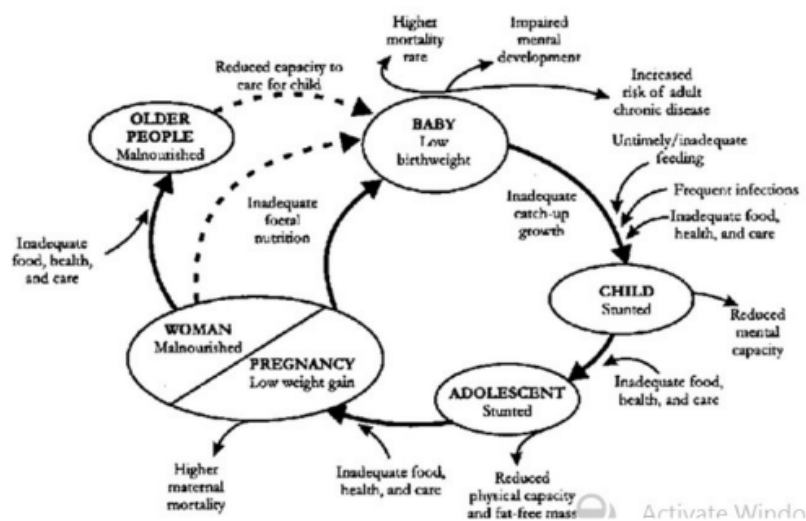 Higher
mortality
rate
Impaired
mental
development
Reduced capacity to
care for child
Increased
risk of adult
chronic disease
OLDER
PEOPLE
Malnourished
BABY
Low
birthweight
Untimely/inadequate
feeding
Frequent infections
Inadequate food,
health, and care
Inadequate
foetal
nutrition
Inadequate
catch-up
growth
Inadequate
food, health,
and care
CHILD
Stunted
Reduced
mental
capacity
WOMAN
Malnourished
PREGNANCY
Low weight gain
ADOLESCENT
Stunted
Inadequate food,
health, and care
Higher
maternal
mortality
Inadequate food,
health, and care
Reduced
physical capacity
and fat-free mass
Activate Windo